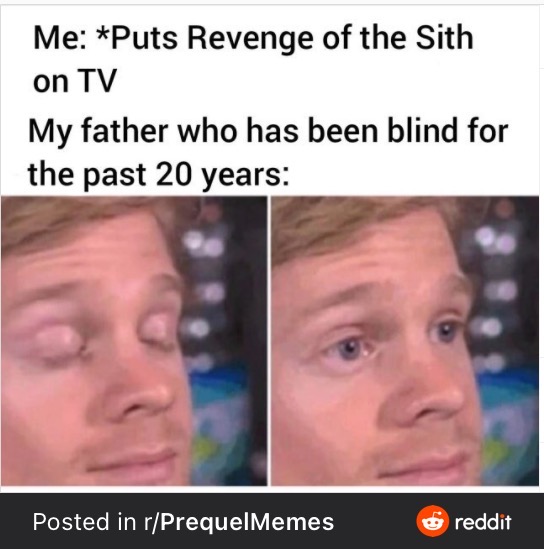 Me: *Puts Revenge of the Sith
on TV
My father who has been blind for
the past 20 years:
Posted in r/PrequelMemes reddit